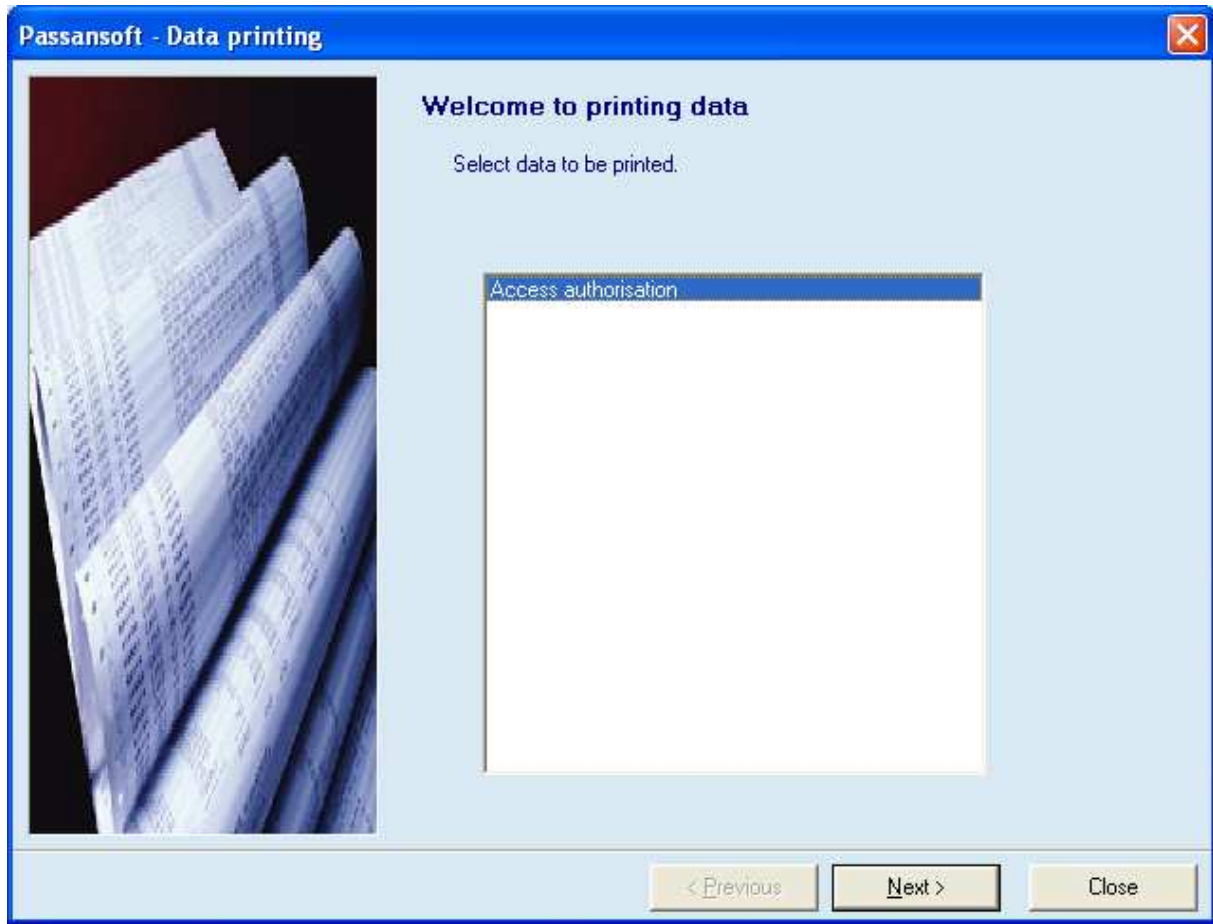 Passansoft - Data printing
Welcome to printing data
Select data to be printed.
Access authorisation
< Previous
Next >
Close